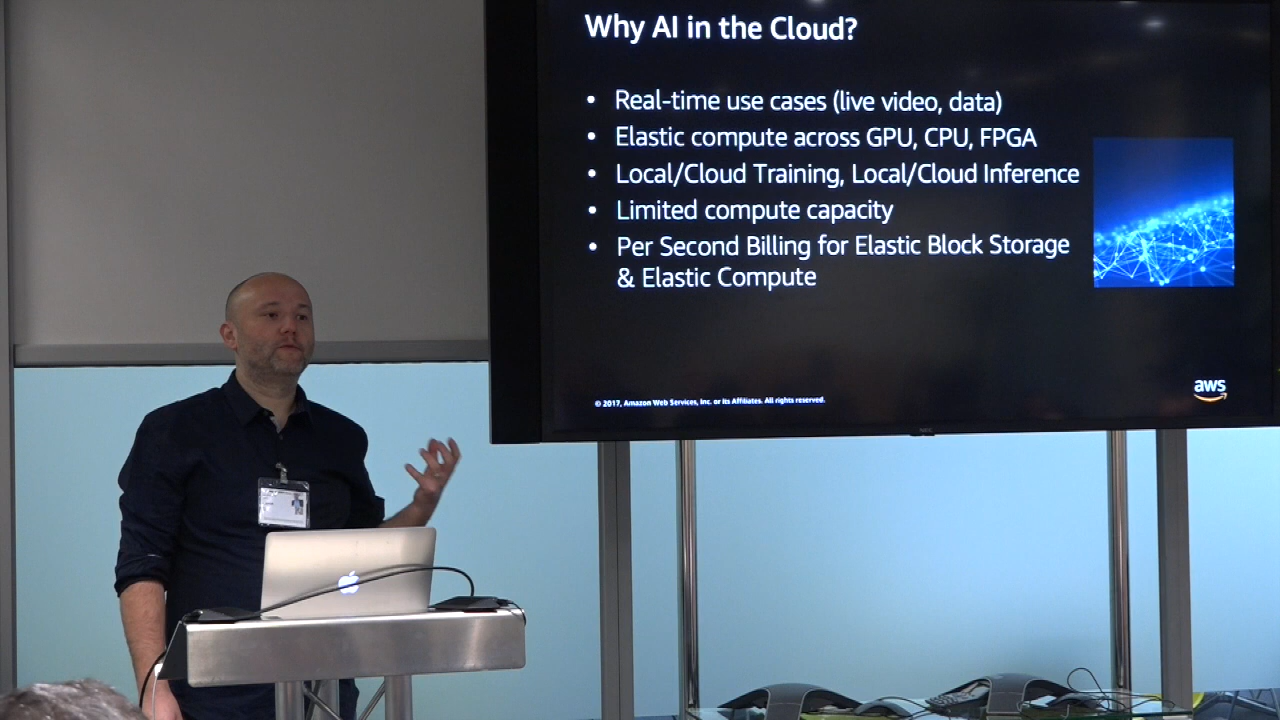 Why AI in the Cloud?
• Real-time use cases (live video, data)
• Elastic compute across GPU, CPU, FPGA
• Local/Cloud Training, Local/Cloud Inference
• Limited compute capacity
• Per Second Billing for Elastic Block Storage
& Elastic Compute
© 2017, Amazon Web Services, Inc. or its Affiliates. All rights reserved.
aws
NEC